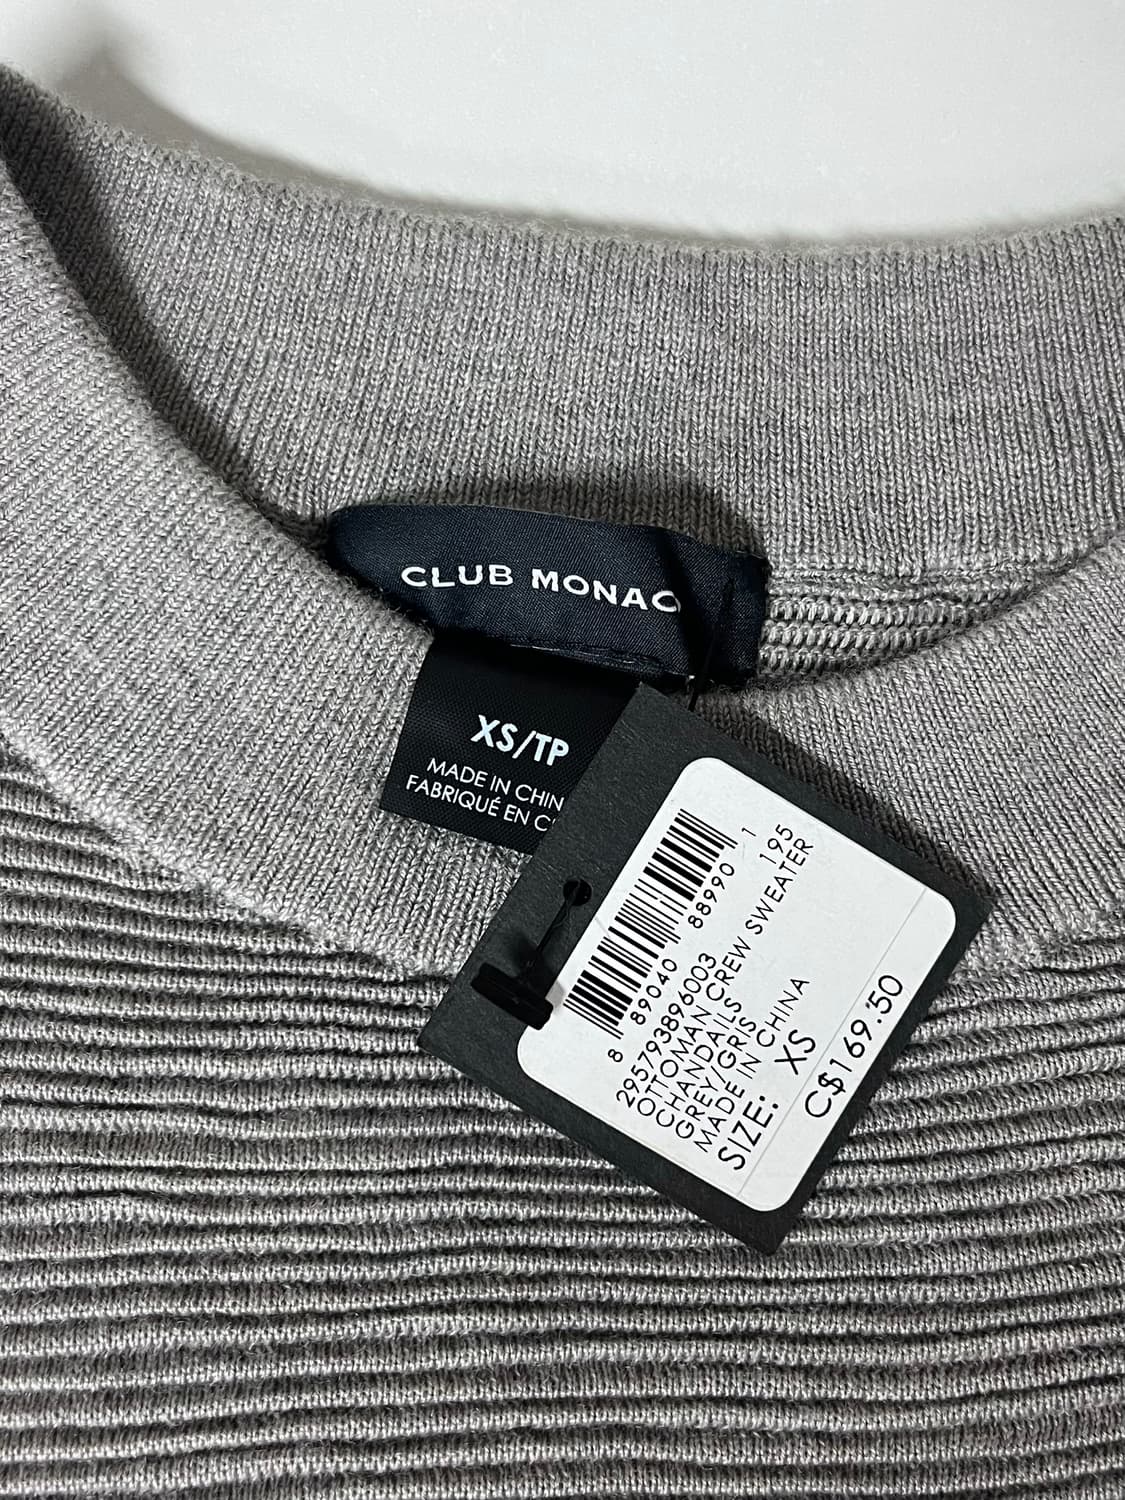 CLUB MONAC
XS/TP
MADE IN CHIN
FABRIQUÉ EN C
8 89040 88990 1
295793896003 195
OTTOMAN CREW SWEATER
CHANDAILS
GREY/GRIS
MADE IN CHINA
SIZE: XS
C$169.50